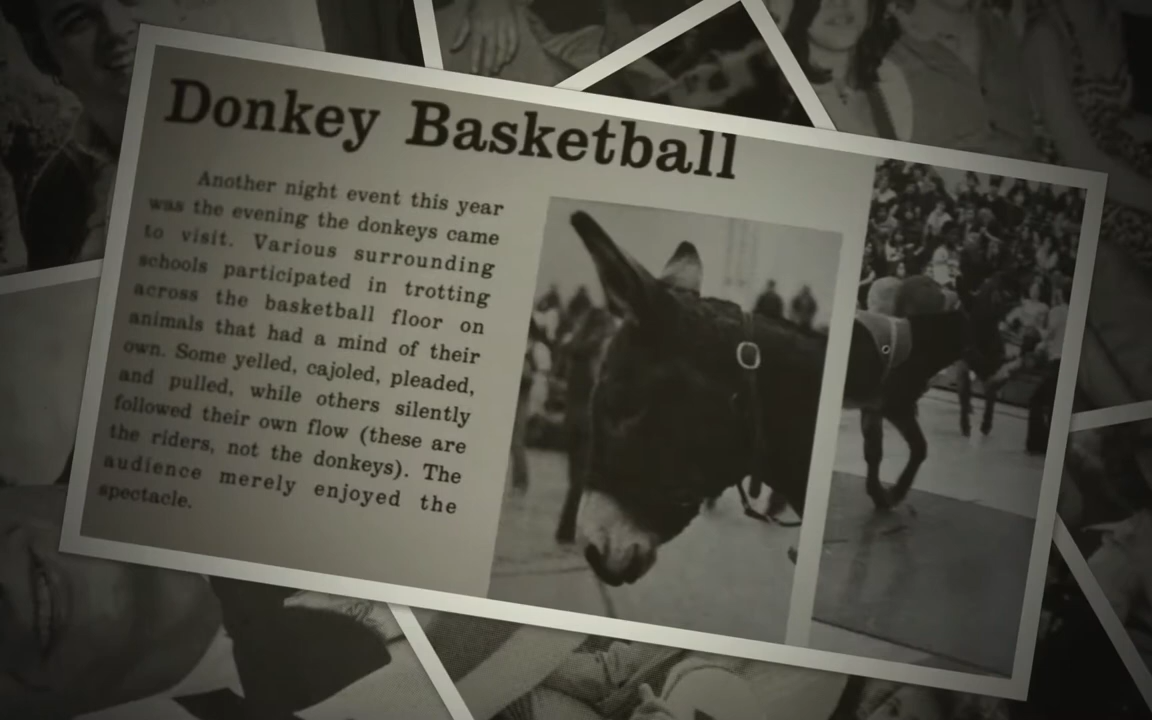 Donkey Basketball
Another night event this year
was the evening the donkeys came
to visit. Various surrounding
schools participated in trotting
across the basketball floor on
animals that had a mind of their
own. Some yelled, cajoled, pleaded,
and pulled, while others silently
followed their own flow (these are
the riders, not the donkeys). The
audience merely enjoyed the
spectacle.